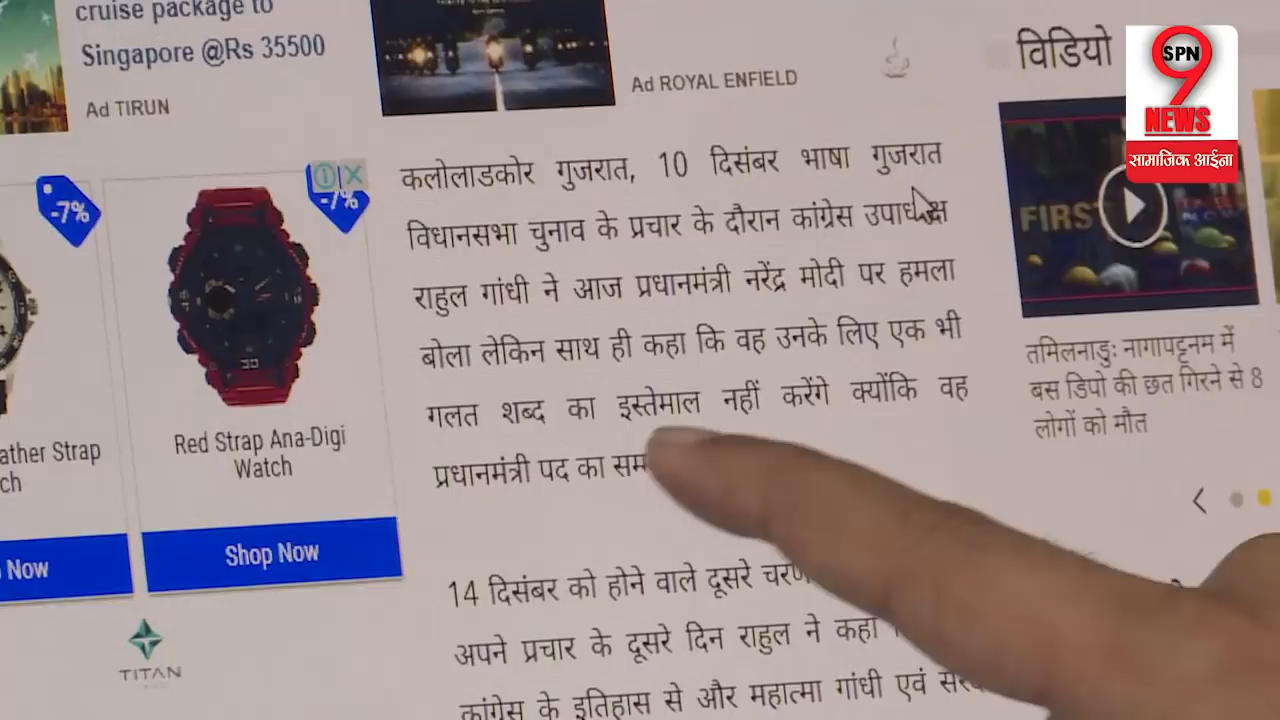 cruise package to
Singapore @Rs 35500
Ad TIRUN
Ad ROYAL ENFIELD
विडियो
SPN
9
NEWS
सामाजिक आईना
-7%
-7%
ather Strap
ch
Red Strap Ana-Digi
Watch
Now
Shop Now
TITAN
कलोलाडकोर गुजरात, 10 दिसंबर भाषा गुजरात
विधानसभा चुनाव के प्रचार के दौरान कांग्रेस उपाध्यक्ष
राहुल गांधी ने आज प्रधानमंत्री नरेंद्र मोदी पर हमला
बोला लेकिन साथ ही कहा कि वह उनके लिए एक भी
गलत शब्द का इस्तेमाल नहीं करेंगे क्योंकि वह
प्रधानमंत्री पद का सम
14 दिसंबर को होने वाले दूसरे चरण
अपने प्रचार के दूसरे दिन राहुल ने कहा
कांग्रेस के इतिहास से और महात्मा गांधी एवं
FIRST
तमिलनाडु: नागापट्टनम में
बस डिपो की छत गिरने से 8
लोगों को मौत